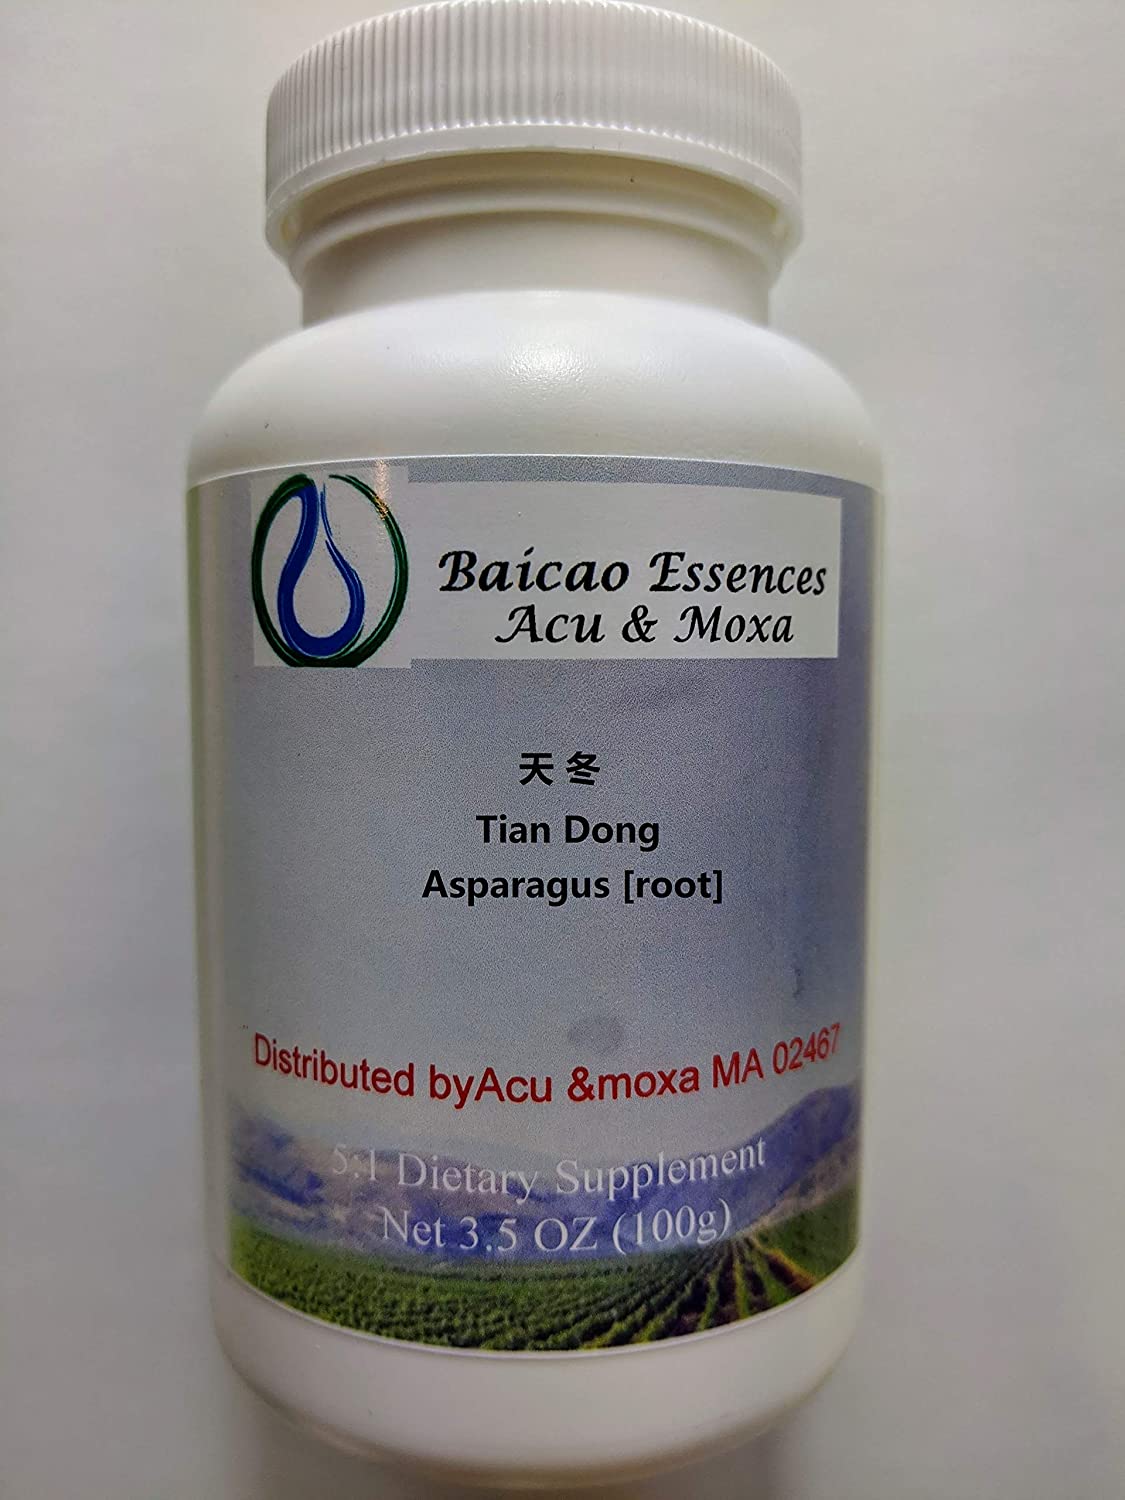 Baicao Essences
Acu & Moxa
天冬
Tian Dong
Asparagus [root]
Distributed byAcu &moxa MA 02467
5:1 Dietary Supplement
Net 3.5 OZ (100g)